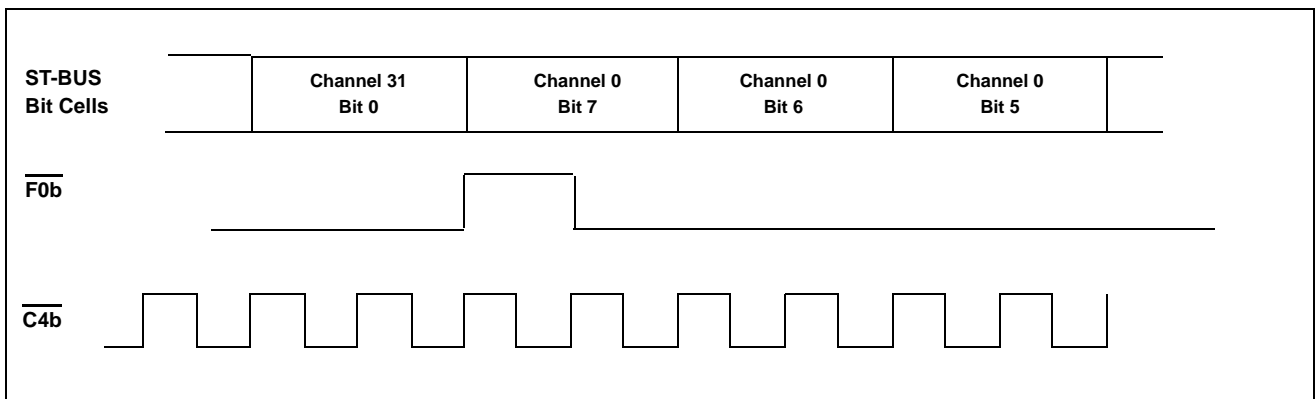 ST-BUS
Bit Cells
Channel 31
Bit 0
Channel 0
Bit 7
Channel 0
Bit 6
Channel 0
Bit 5
F0b
C4b